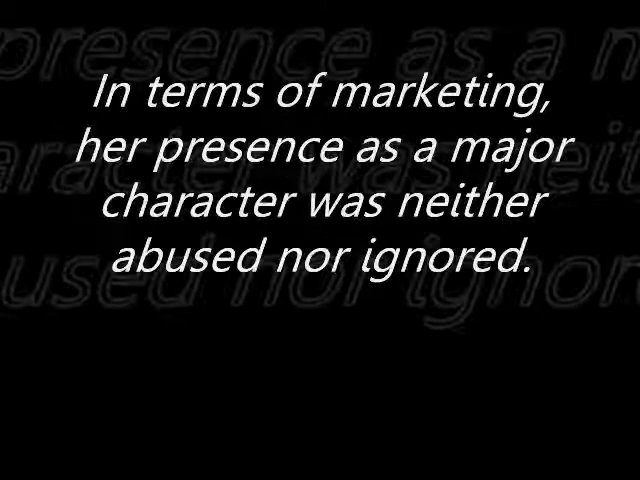 In terms of marketing,
her presence as a major
character was neither
abused nor ignored.